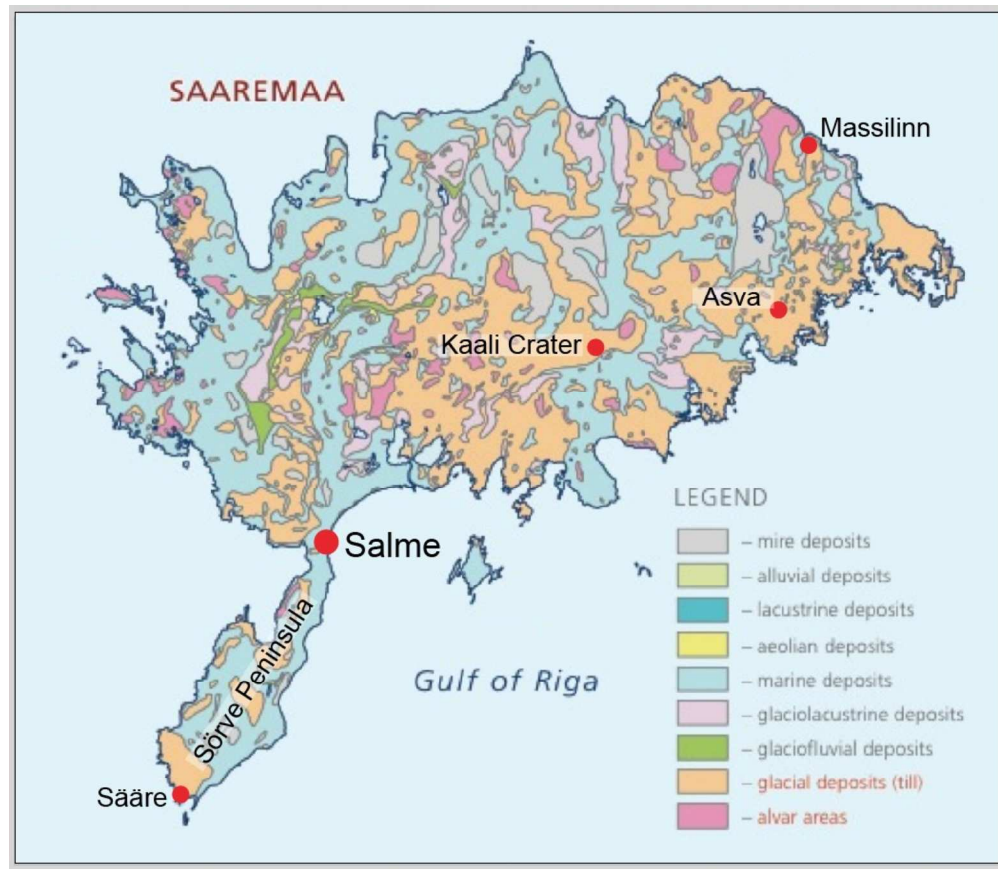 SAAREMAA
Massilinn
Asva
Kaali Crater
Salme
Sörve Peninsula
Sääre
Gulf of Riga
LEGEND
– mire deposits
– alluvial deposits
– lacustrine deposits
– aeolian deposits
– marine deposits
– glaciolacustrine deposits
– glaciofluvial deposits
– glacial deposits (till)
– alvar areas